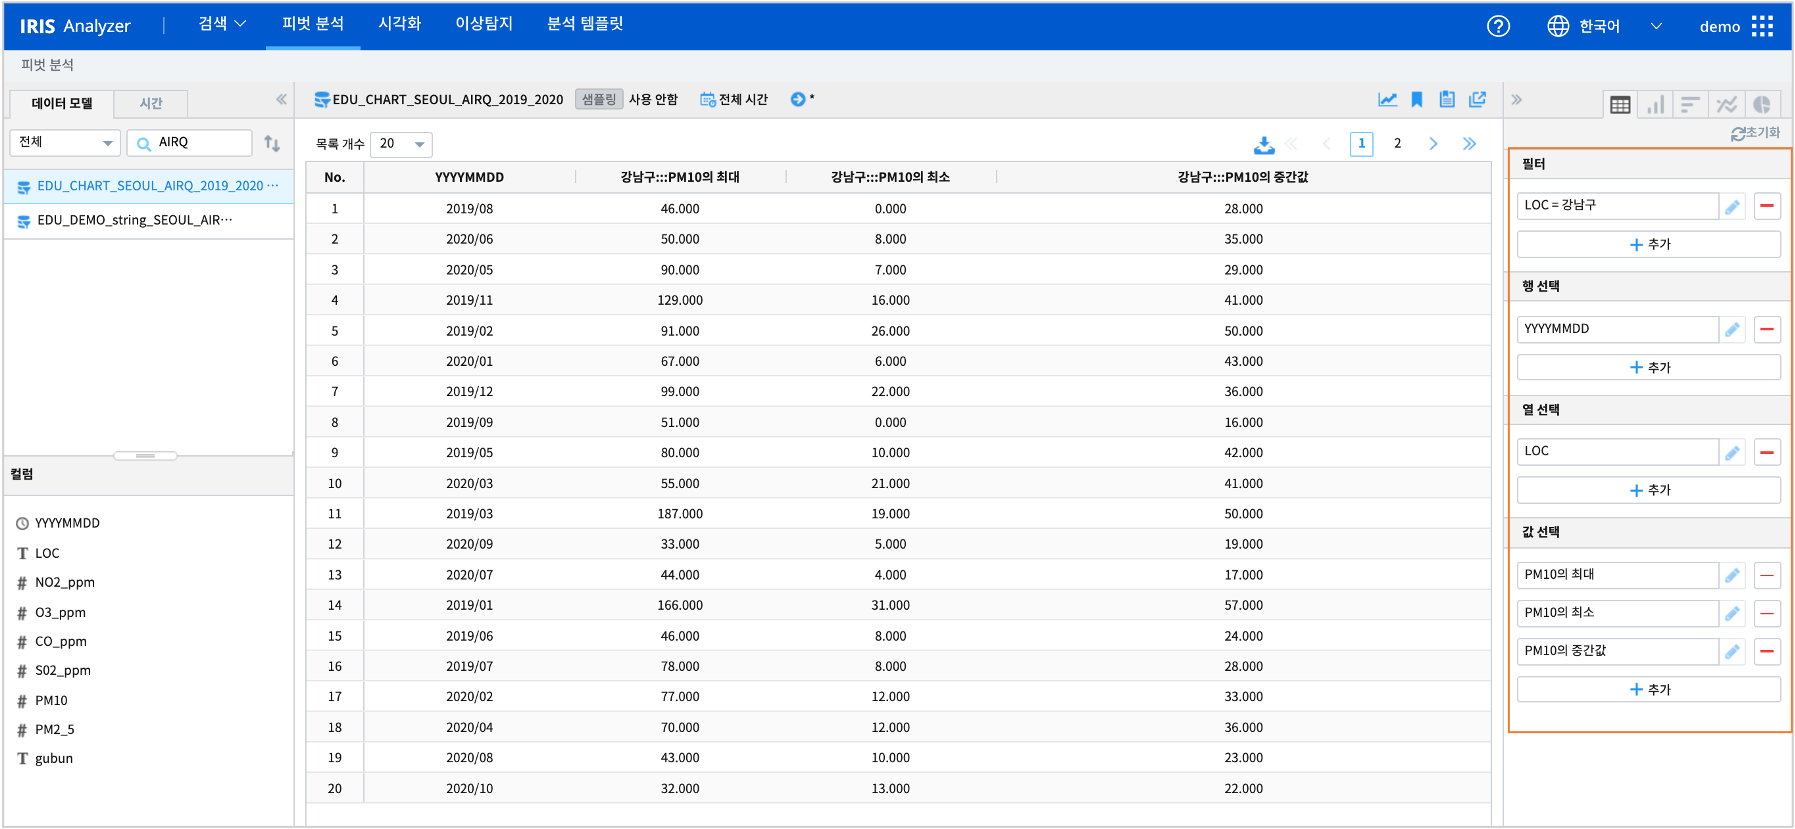 IRIS Analyzer 검색 피벗 분석 시각화 이상탐지 분석 템플릿 ? 한국어 demo
피벗 분석
데이터 모델 시간
전체 AIRQ
EDU_CHART_SEOUL_AIRQ_2019_2020 ...
EDU_DEMO_string_SEOUL_AIR...
컬럼
YYYYMMDD
T LOC
# NO2_ppm
# O3_ppm
# CO_ppm
# S02_ppm
# PM10
# PM2_5
T gubun
EDU_CHART_SEOUL_AIRQ_2019_2020 샘플링 사용 안함 전체 시간 *
목록 개수 20 1 2
No. YYYYMMDD 강남구:::PM10의 최대 강남구:::PM10의 최소 강남구:::PM10의 중간값
1 2019/08 46.000 0.000 28.000
2 2020/06 50.000 8.000 35.000
3 2020/05 90.000 7.000 29.000
4 2019/11 129.000 16.000 41.000
5 2019/02 91.000 26.000 50.000
6 2020/01 67.000 6.000 43.000
7 2019/12 99.000 22.000 36.000
8 2019/09 51.000 0.000 16.000
9 2019/05 80.000 10.000 42.000
10 2020/03 55.000 21.000 41.000
11 2019/03 187.000 19.000 50.000
12 2020/09 33.000 5.000 19.000
13 2020/07 44.000 4.000 17.000
14 2019/01 166.000 31.000 57.000
15 2019/06 46.000 8.000 24.000
16 2019/07 78.000 8.000 28.000
17 2020/02 77.000 12.000 33.000
18 2020/04 70.000 12.000 36.000
19 2020/08 43.000 10.000 23.000
20 2020/10 32.000 13.000 22.000
초기화
필터
LOC = 강남구
+ 추가
행 선택
YYYYMMDD
+ 추가
열 선택
LOC
+ 추가
값 선택
PM10의 최대
PM10의 최소
PM10의 중간값
+ 추가